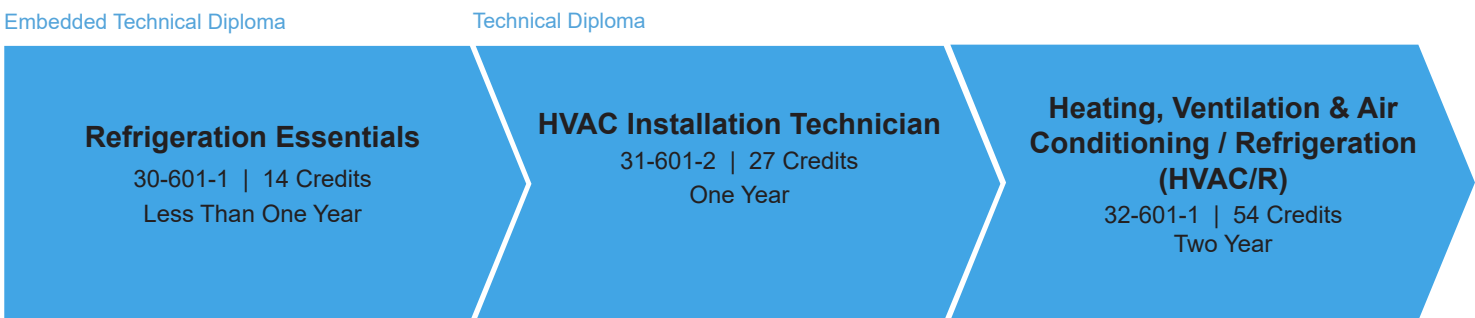 Embedded Technical Diploma
Technical Diploma
Refrigeration Essentials
30-601-1 | 14 Credits
Less Than One Year
HVAC Installation Technician
31-601-2 | 27 Credits
One Year
Heating, Ventilation & Air
Conditioning / Refrigeration
(HVAC/R)
32-601-1 | 54 Credits
Two Year